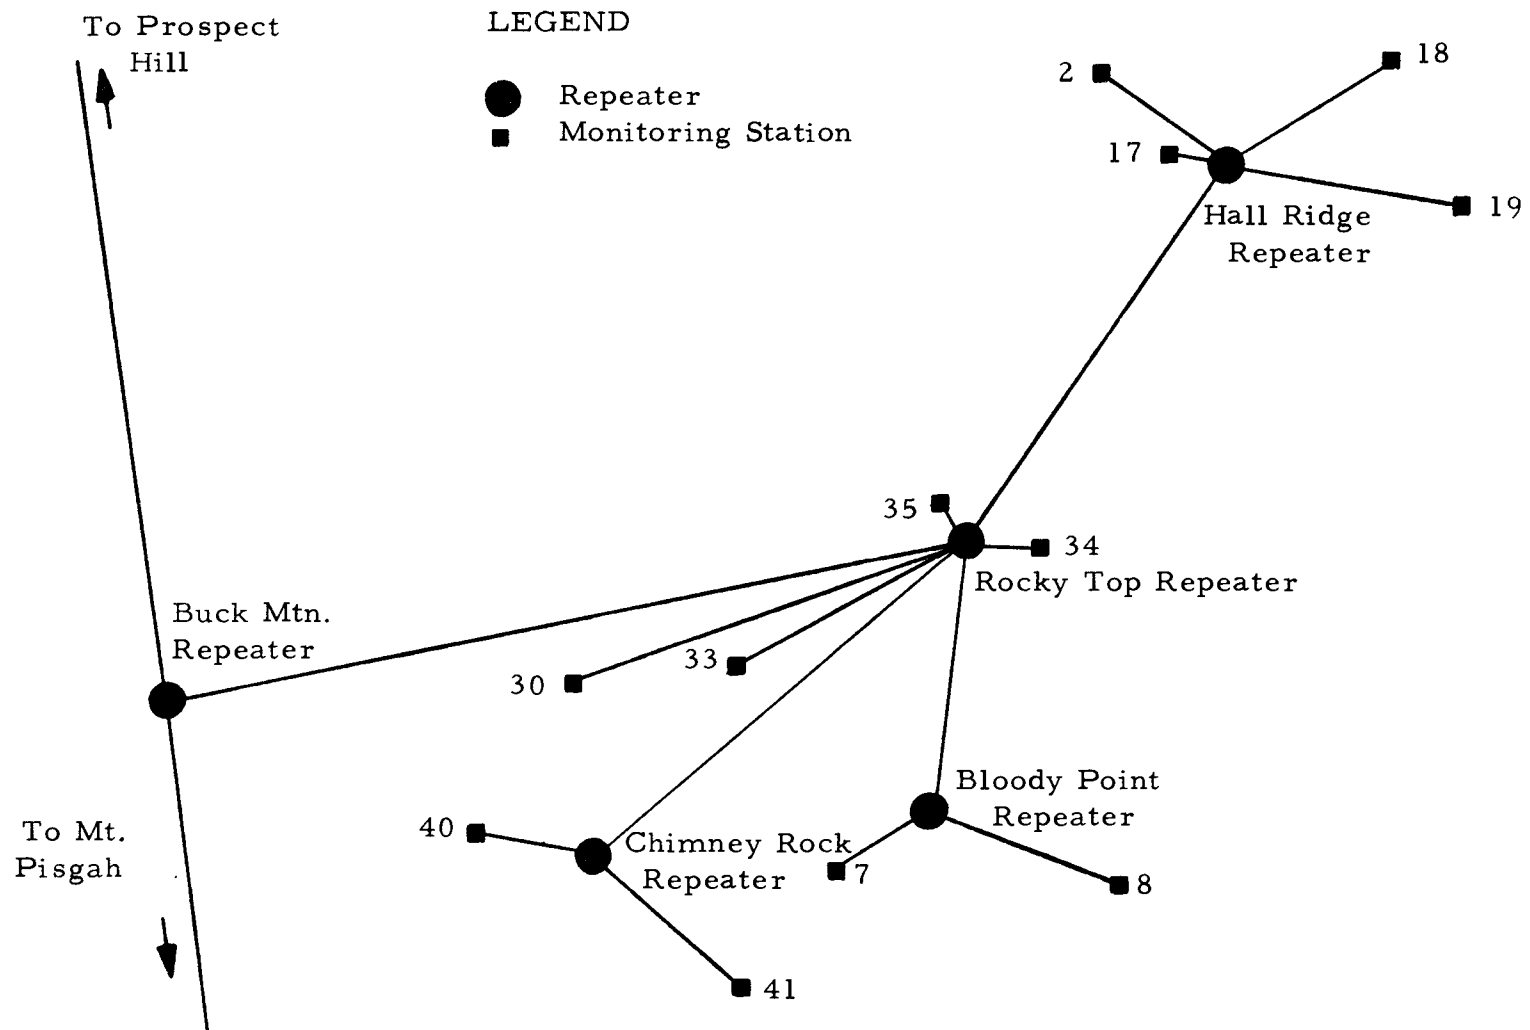 To Prospect
Hill
LEGEND
Repeater
Monitoring Station
2
18
17
19
Hall Ridge
Repeater
35
34
Rocky Top Repeater
Buck Mtn.
Repeater
33
30
Bloody Point
Repeater
To Mt.
Pisgah
40
Chimney Rock
Repeater
7
8
41